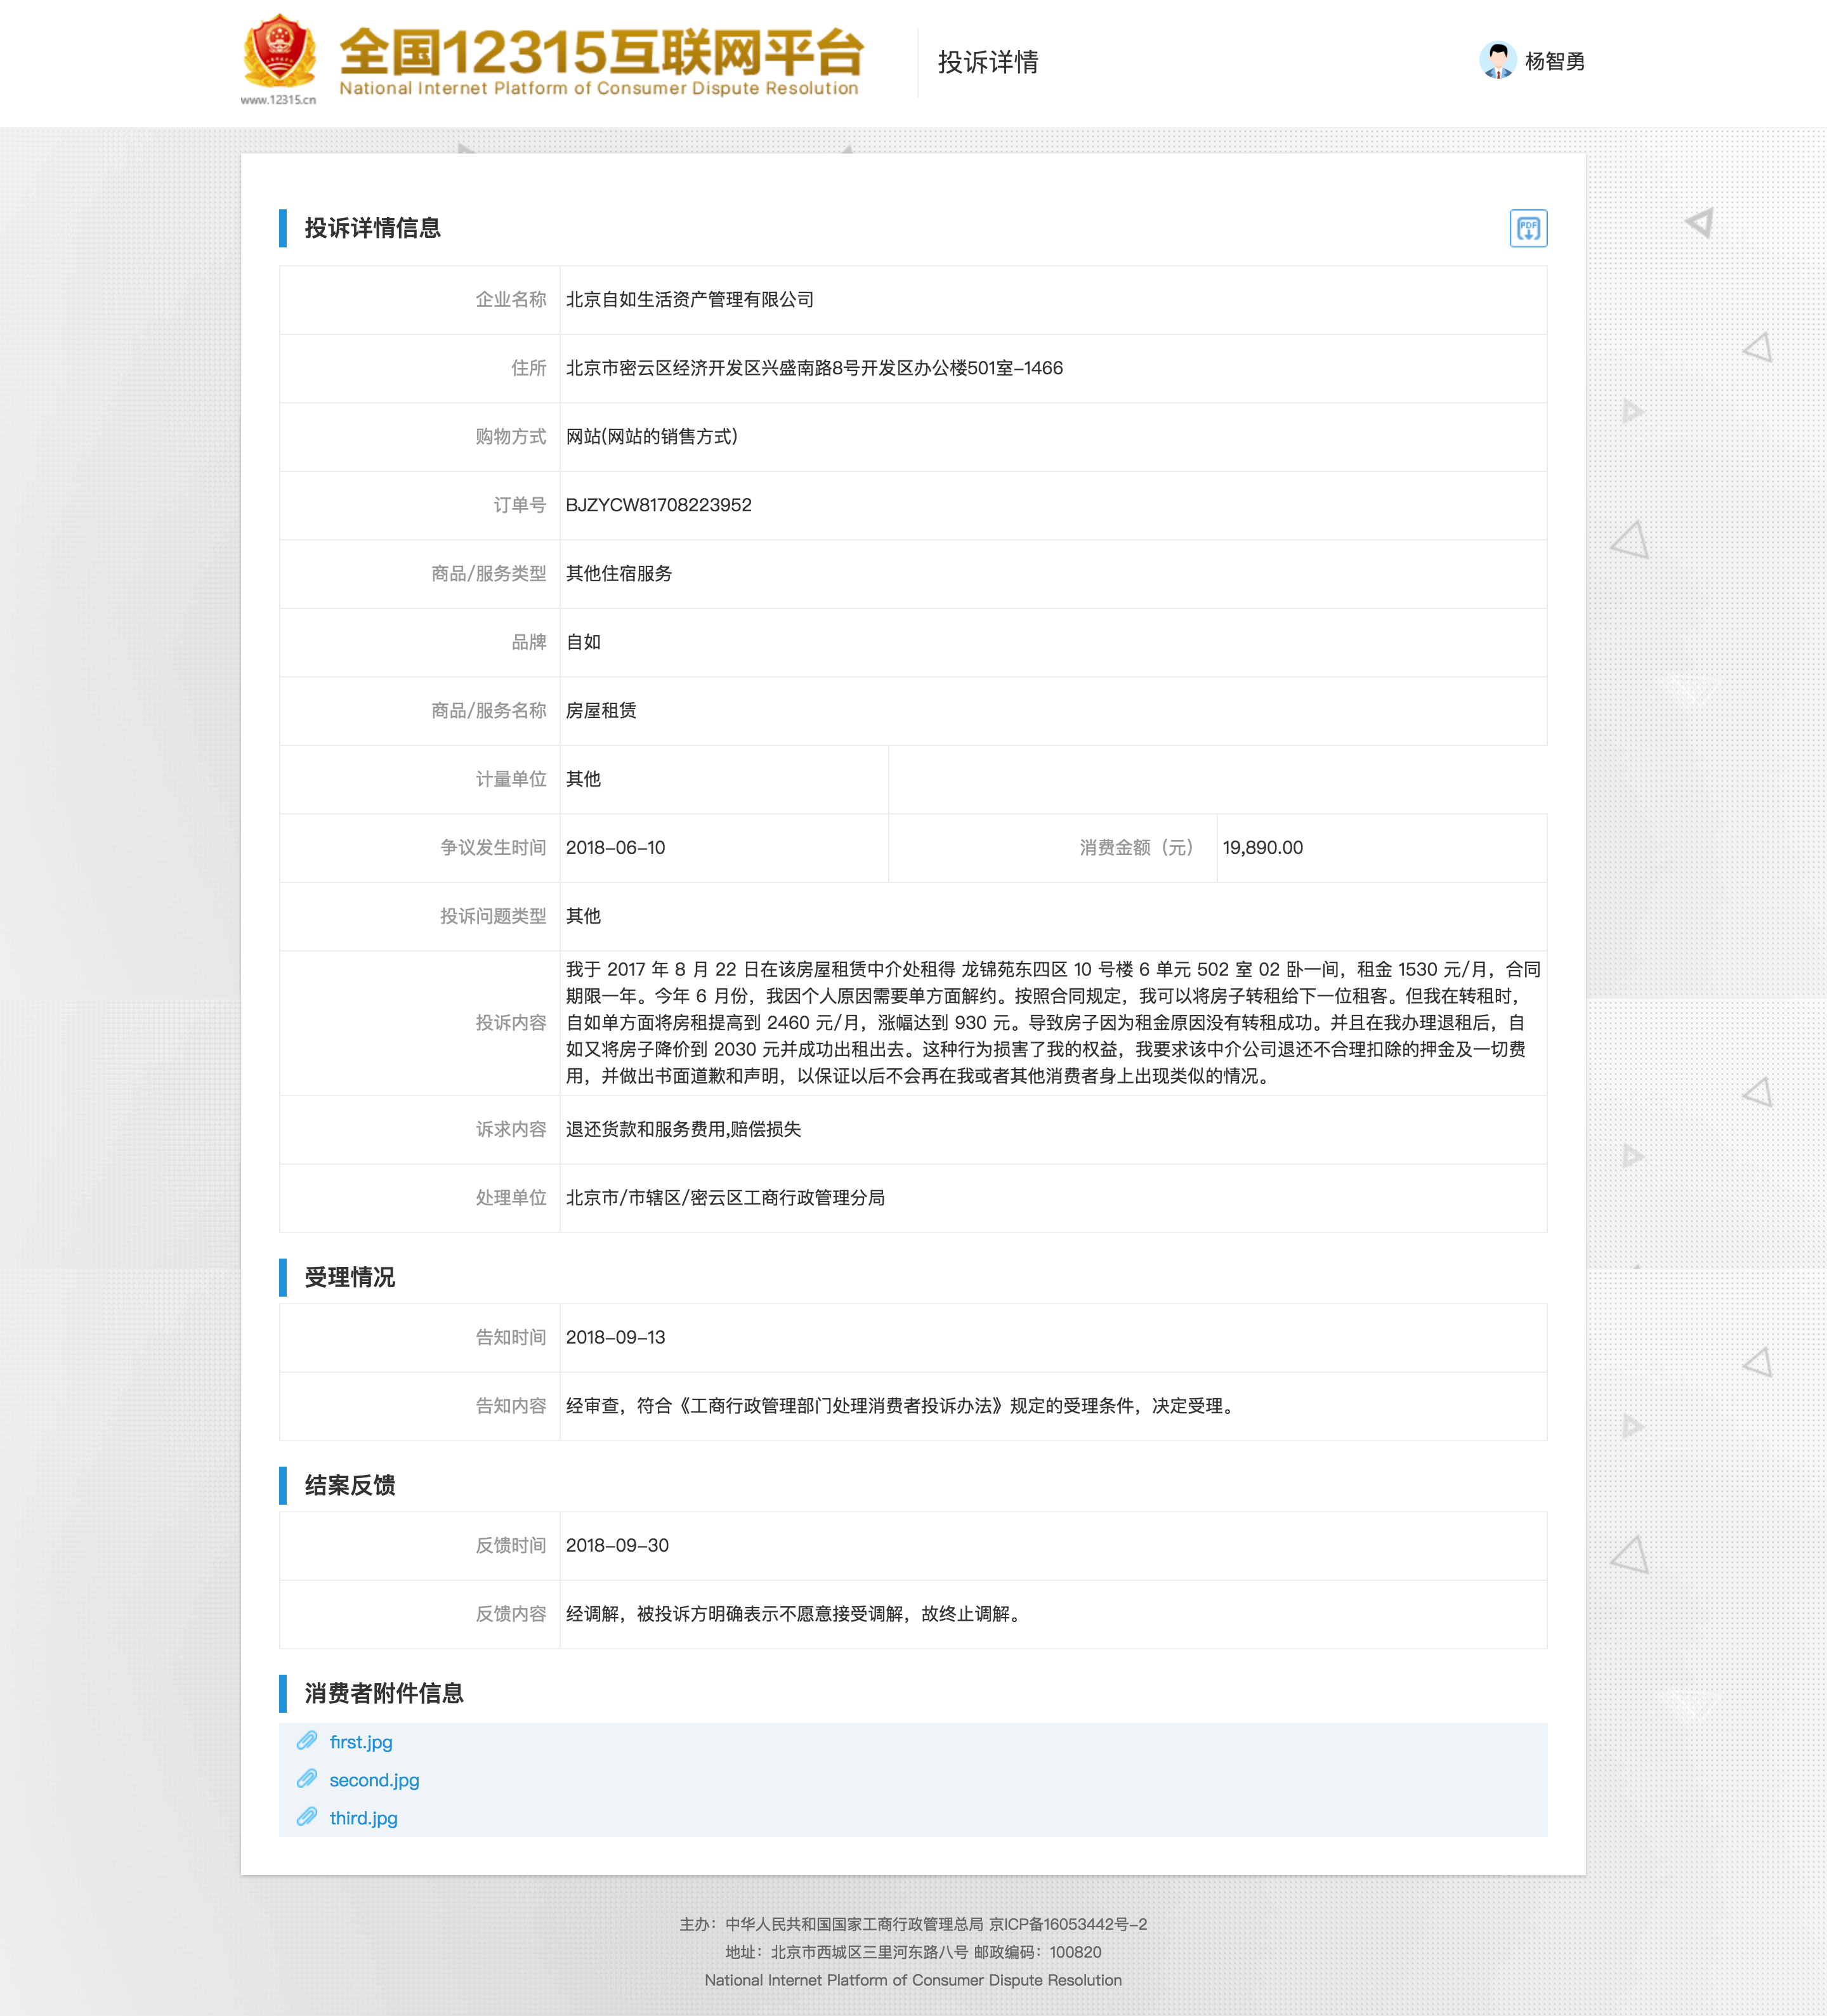 全国12315互联网平台
National Internet Platform of Consumer Dispute Resolution
www.12315.cn
投诉详情
杨智勇
投诉详情信息
PDF
企业名称 北京自如生活资产管理有限公司
住所 北京市密云区经济开发区兴盛南路8号开发区办公楼501室-1466
购物方式 网站(网站的销售方式)
订单号 BJZYCW81708223952
商品/服务类型 其他住宿服务
品牌 自如
商品/服务名称 房屋租赁
计量单位 其他
争议发生时间 2018-06-10 消费金额（元） 19,890.00
投诉问题类型 其他
投诉内容
我于 2017 年 8 月 22 日在该房屋租赁中介处租得 龙锦苑东四区 10 号楼 6 单元 502 室 02 卧一间，租金 1530 元/月，合同
期限一年。今年 6 月份，我因个人原因需要单方面解约。按照合同规定，我可以将房子转租给下一位租客。但我在转租时，
自如单方面将房租提高到 2460 元/月，涨幅达到 930 元。导致房子因为租金原因没有转租成功。并且在我办理退租后，自
如又将房子降价到 2030 元并成功出租出去。这种行为损害了我的权益，我要求该中介公司退还不合理扣除的押金及一切费
用，并做出书面道歉和声明，以保证以后不会再在我或者其他消费者身上出现类似的情况。
诉求内容 退还货款和服务费用,赔偿损失
处理单位 北京市/市辖区/密云区工商行政管理分局
受理情况
告知时间 2018-09-13
告知内容 经审查，符合《工商行政管理部门处理消费者投诉办法》规定的受理条件，决定受理。
结案反馈
反馈时间 2018-09-30
反馈内容 经调解，被投诉方明确表示不愿意接受调解，故终止调解。
消费者附件信息
first.jpg
second.jpg
third.jpg
主办：中华人民共和国国家工商行政管理总局 京ICP备16053442号-2
地址：北京市西城区三里河东路八号 邮政编码：100820
National Internet Platform of Consumer Dispute Resolution